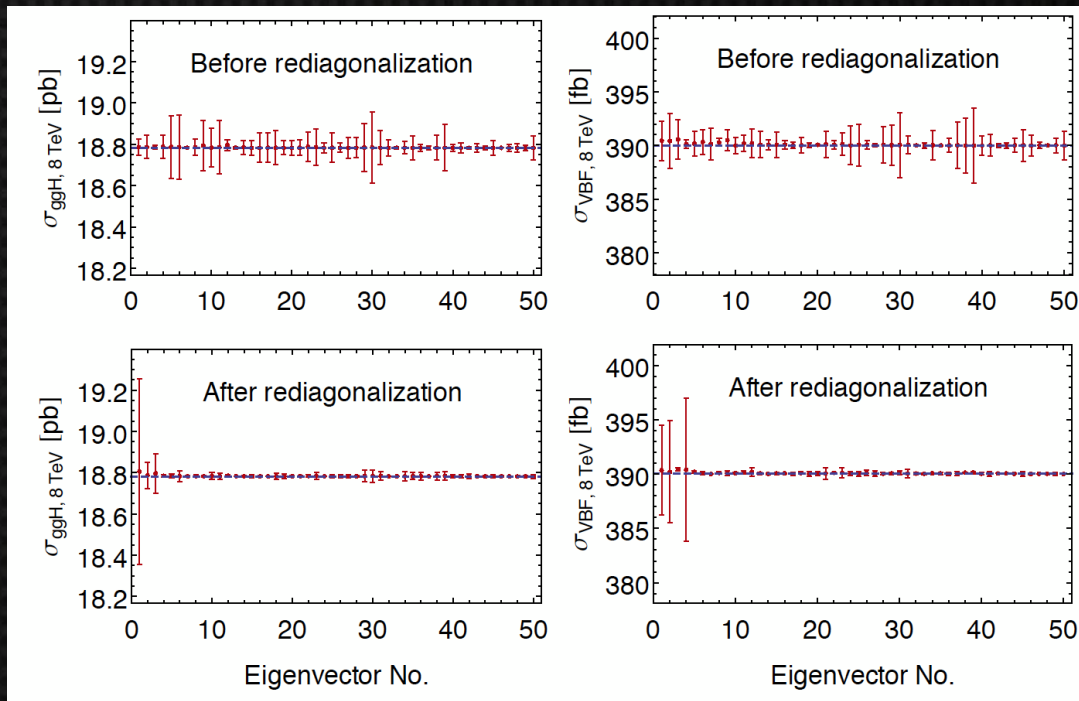 Before rediagonalization
σggH, 8 TeV [pb]
19.2
19.0
18.8
18.6
18.4
18.2
0 10 20 30 40 50
Before rediagonalization
σVBF, 8 TeV [fb]
400
395
390
385
380
0 10 20 30 40 50
After rediagonalization
σggH, 8 TeV [pb]
19.2
19.0
18.8
18.6
18.4
18.2
0 10 20 30 40 50
Eigenvector No.
After rediagonalization
σVBF, 8 TeV [fb]
400
395
390
385
380
0 10 20 30 40 50
Eigenvector No.